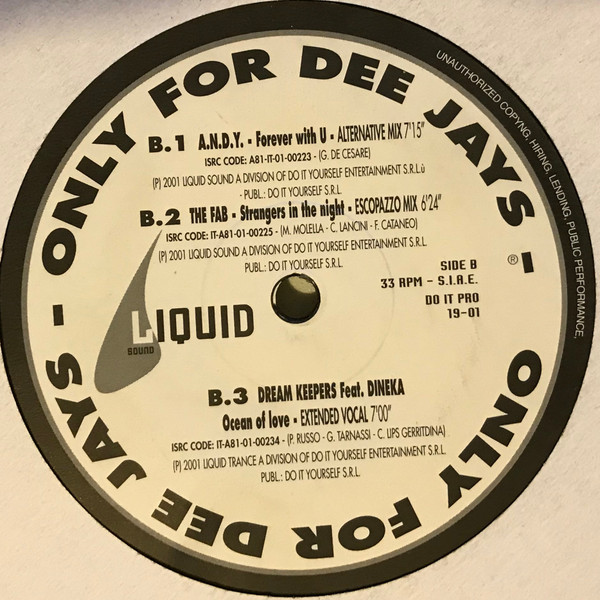 ONLY FOR DEE JAYS -
ONLY FOR DEE JAYS -
UNAUTHORIZED COPYNG, HIRING, LENDING, PUBLIC PERFORMANCE,
B.1 A.N.D.Y. - Forever with U - ALTERNATIVE MIX 7'15"
ISRC CODE: A81-IT-01-00223 - (G. DE CESARE)
(P) 2001 LIQUID SOUND A DIVISION OF DO IT YOURSELF ENTERTAINMENT S.R.Lù
- PUBL.: DO IT YOURSELF S.R.L.
B.2 THE FAB - Strangers in the night - ESCOPAZZO MIX 6'24"
ISRC CODE: IT-A81-01-00225 - (M. MOLELLA - C. LANCINI - F. CATANEO)
(P) 2001 LIQUID SOUND A DIVISION OF DO IT YOURSELF ENTERTAINMENT S.R.L.
PUBL.: DO IT YOURSELF S.R.L.
®
SIDE B
33 RPM - S.I.A.E.
DO IT PRO
19-01
LIQUID
SOUND
B.3 DREAM KEEPERS Feat. DINEKA
Ocean of love - EXTENDED VOCAL 7'00"
ISRC CODE: IT-A81-01-00234 - (P. RUSSO - G. TARNASSI - C. LIPS GERRITDINA)
(P) 2001 LIQUID TRANCE A DIVISION OF DO IT YOURSELF ENTERTAINMENT S.R.L.
PUBL.: DO IT YOURSELF S.R.L.